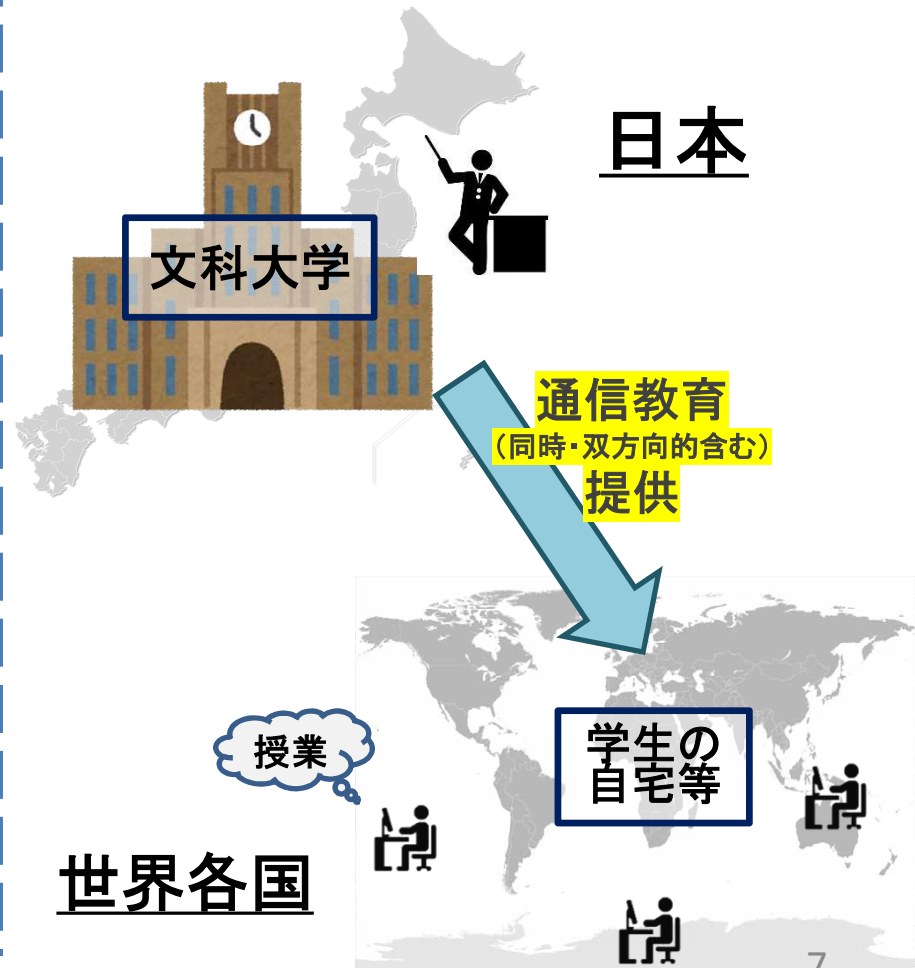 日本
文科大学
通信教育
（同時・双方向的含む）
提供
授業
学生の
自宅等
世界各国
7